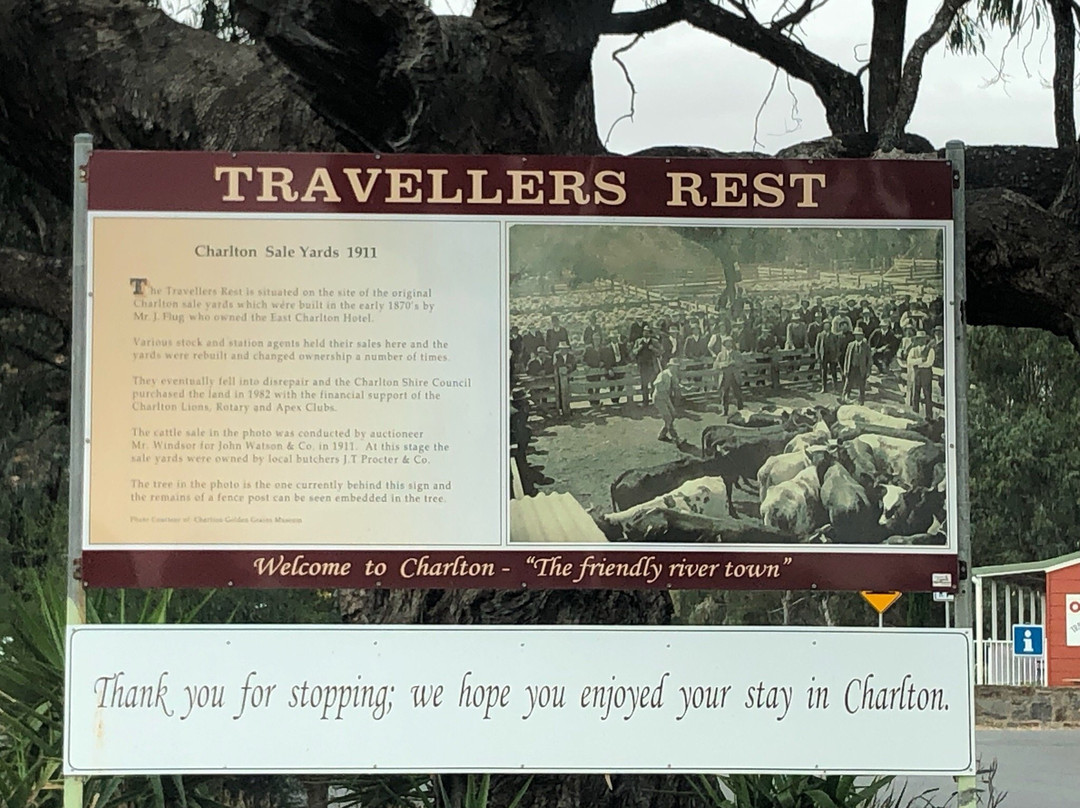 TRAVELLERS REST
Charlton Sale Yards 1911
The Travellers Rest is situated on the site of the original
Charlton sale yards which were built in the early 1870's by
Mr. J. Flug who owned the East Charlton Hotel.
Various stock and station agents held their sales here and the
yards were rebuilt and changed ownership a number of times.
They eventually fell into disrepair and the Charlton Shire Council
purchased the land in 1982 with the financial support of the
Charlton Lions, Rotary and Apex Clubs.
The cattle sale in the photo was conducted by auctioneer
Mr. Windsor for John Watson & Co. in 1911. At this stage the
sale yards were owned by local butchers J.T Procter & Co.
The tree in the photo is the one currently behind this sign and
the remains of a fence post can be seen embedded in the tree.
Photo Courtesy of: Charlton Golden Grains Museum
Welcome to Charlton - "The friendly river town"
i
Thank you for stopping; we hope you enjoyed your stay in Charlton.